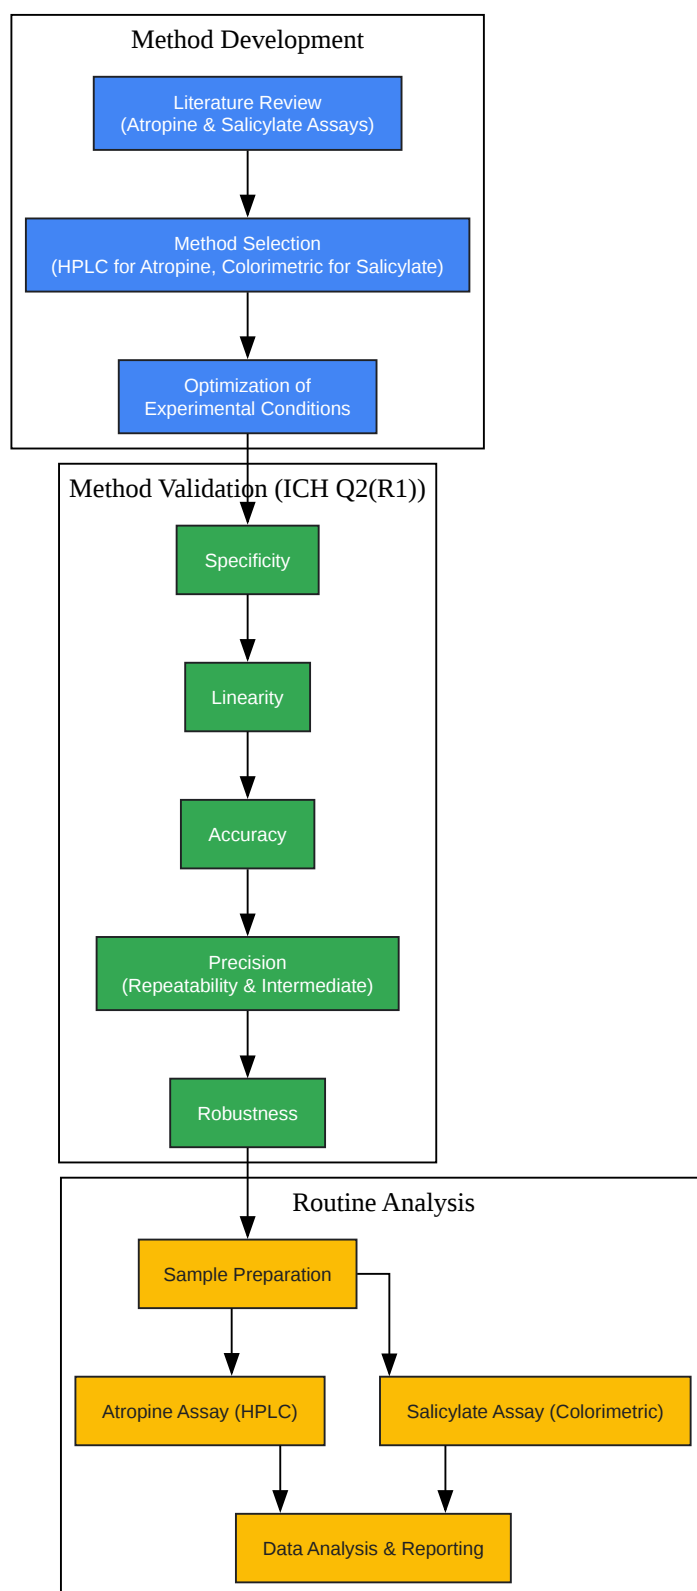 Method Development
Literature Review
(Atropine & Salicylate Assays)
Method Selection
(HPLC for Atropine, Colorimetric for Salicylate)
Optimization of
Experimental Conditions
Method Validation (ICH Q2(R1))
Specificity
Linearity
Accuracy
Precision
(Repeatability & Intermediate)
Robustness
Routine Analysis
Sample Preparation
Atropine Assay (HPLC)
Salicylate Assay (Colorimetric)
Data Analysis & Reporting